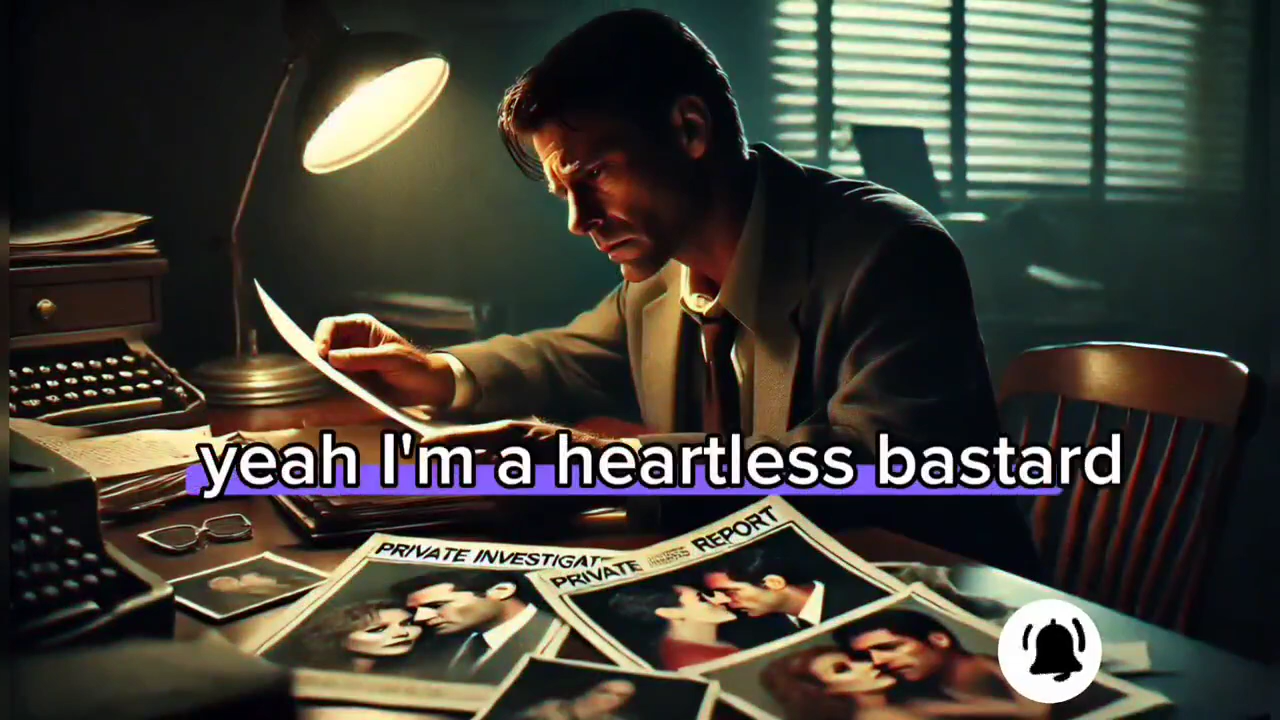 yeah I'm a heartless bastard
PRIVATE INVESTIGAT
PRIVATE REPORT